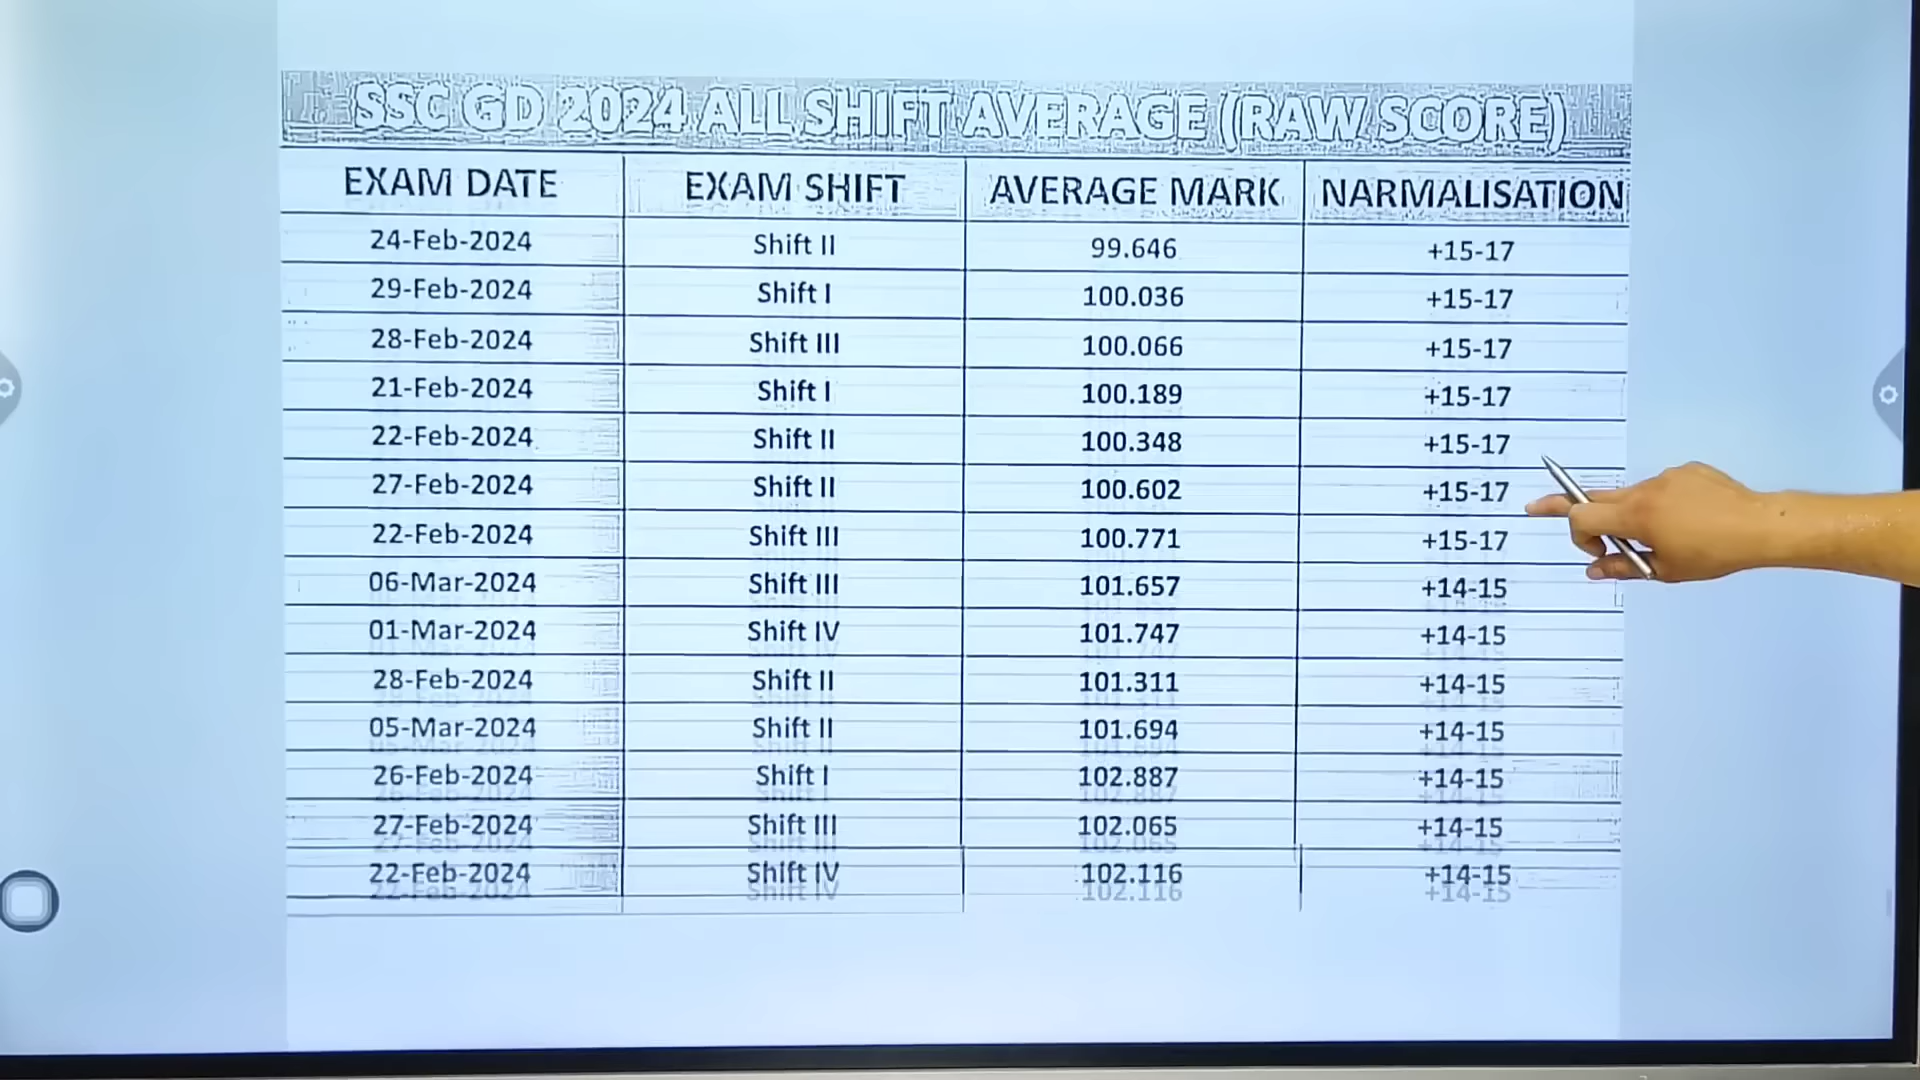 SSC GD 2024 ALL SHIFT AVERAGE (RAW SCORE)
EXAM DATE EXAM SHIFT AVERAGE MARK NARMALISATION
24-Feb-2024 Shift II 99.646 +15-17
29-Feb-2024 Shift I 100.036 +15-17
28-Feb-2024 Shift III 100.066 +15-17
21-Feb-2024 Shift I 100.189 +15-17
22-Feb-2024 Shift II 100.348 +15-17
27-Feb-2024 Shift II 100.602 +15-17
22-Feb-2024 Shift III 100.771 +15-17
06-Mar-2024 Shift III 101.657 +14-15
01-Mar-2024 Shift IV 101.747 +14-15
28-Feb-2024 Shift II 101.311 +14-15
05-Mar-2024 Shift II 101.694 +14-15
26-Feb-2024 Shift I 102.887 +14-15
27-Feb-2024 Shift III 102.065 +14-15
22-Feb-2024 Shift IV 102.116 +14-15